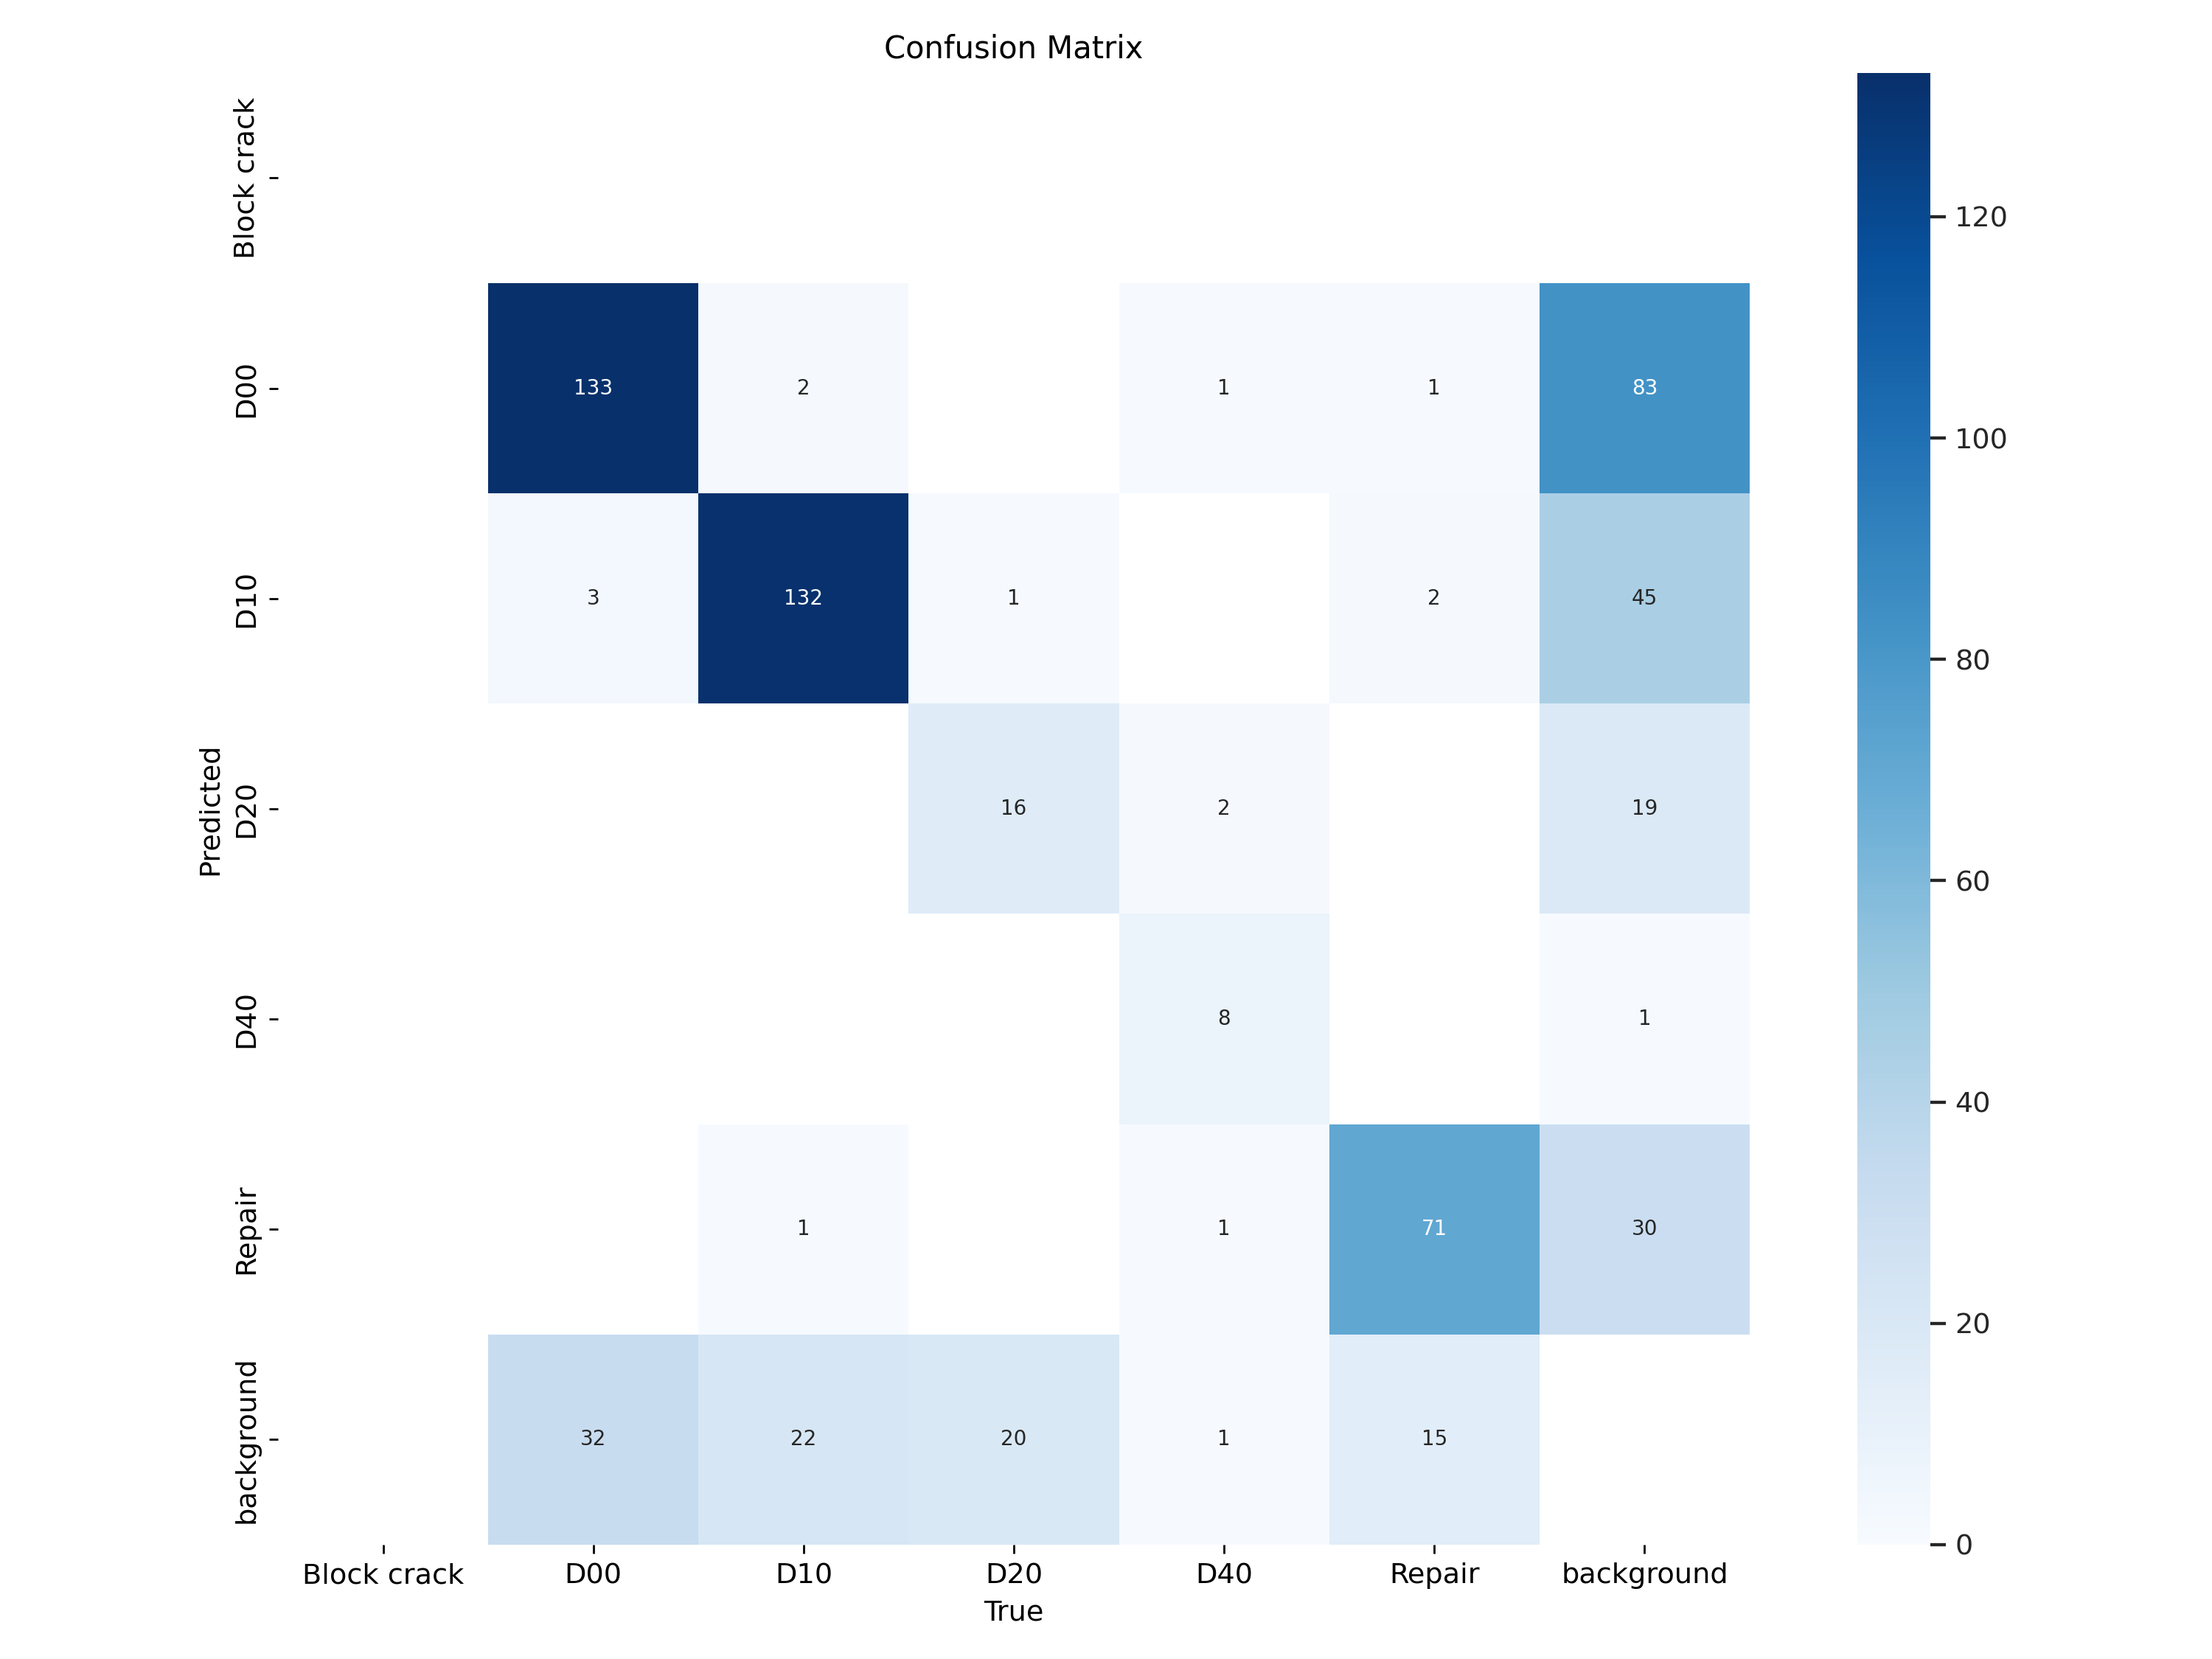 Confusion Matrix
Block crack
D00 133 2 1 1 83
D10 3 132 1 2 45
D20 16 2 19
D40 8 1
Repair 1 1 71 30
background 32 22 20 1 15
Predicted
Block crack D00 D10 D20 D40 Repair background
True
120
100
80
60
40
20
0